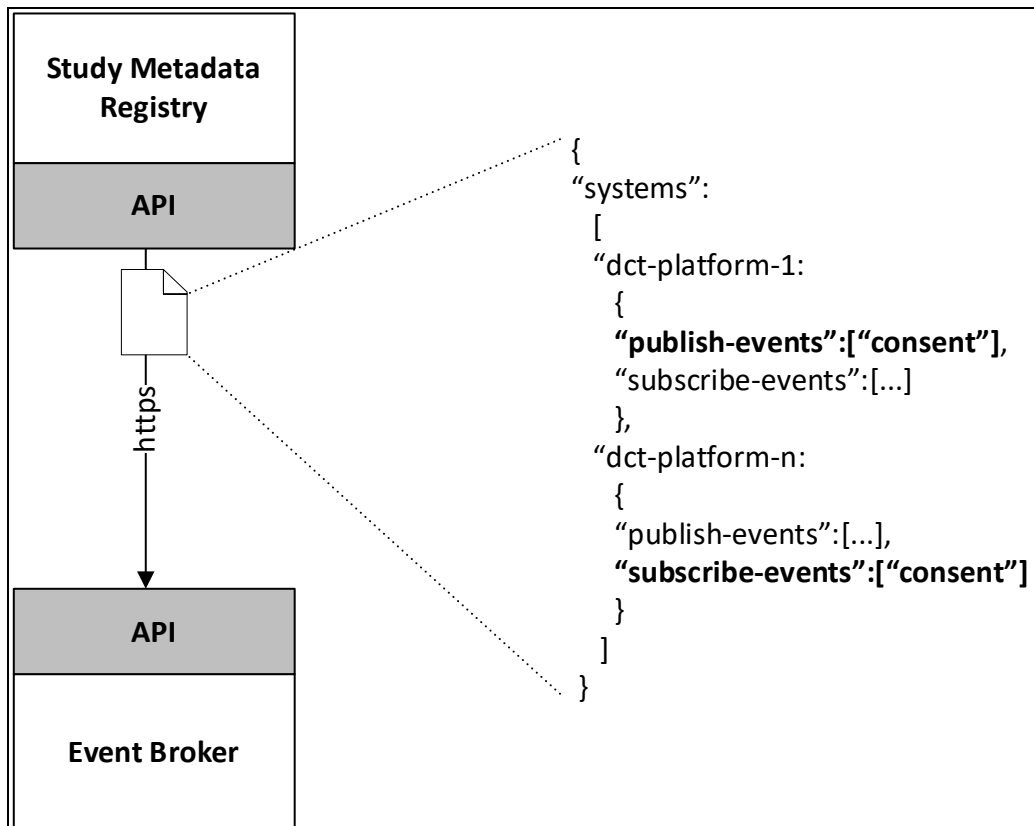 Study Metadata
Registry
API
https
API
Event Broker
{
“systems”:
[
“dct-platform-1:
{
“publish-events”:[“consent”],
“subscribe-events”:[...]
},
“dct-platform-n:
{
“publish-events”:[...],
“subscribe-events”:[“consent”]
}
]
}